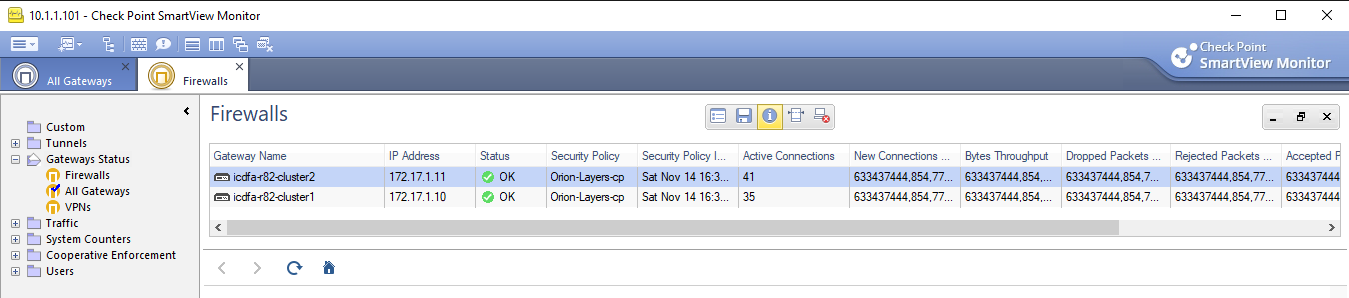 10.1.1.101 - Check Point SmartView Monitor
Check Point
SmartView Monitor
All Gateways
Firewalls
Custom
Tunnels
Gateways Status
Firewalls
All Gateways
VPNs
Traffic
System Counters
Cooperative Enforcement
Users
Firewalls
Gateway Name IP Address Status Security Policy Security Policy I... Active Connections New Connections ... Bytes Throughput Dropped Packets ... Rejected Packets ... Accepted P
icdfa-r82-cluster2 172.17.1.11 OK Orion-Layers-cp Sat Nov 14 16:3... 41 633437444,854,77... 633437444,854,... 633437444,854,77... 633437444,854,77... 633437444
icdfa-r82-cluster1 172.17.1.10 OK Orion-Layers-cp Sat Nov 14 16:3... 35 633437444,854,77... 633437444,854,... 633437444,854,77... 633437444,854,77... 633437444